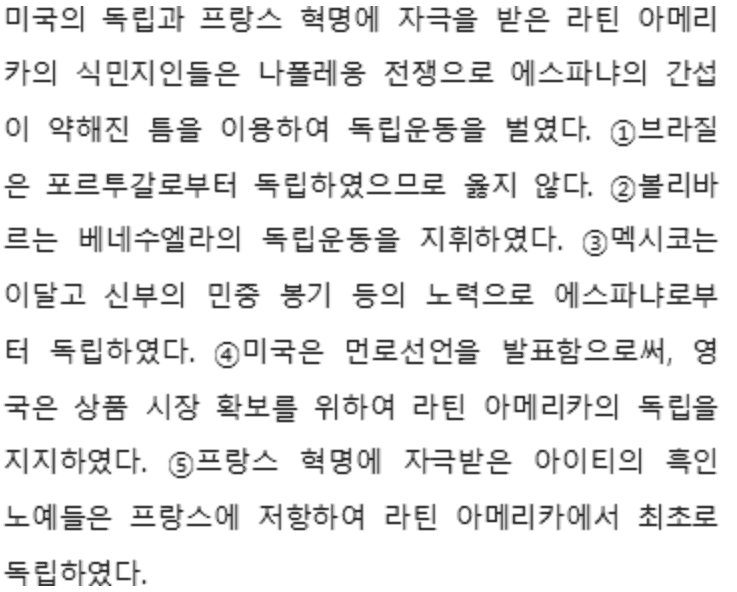 미국의 독립과 프랑스 혁명에 자극을 받은 라틴 아메리
카의 식민지인들은 나폴레옹 전쟁으로 에스파냐의 간섭
이 약해진 틈을 이용하여 독립운동을 벌였다. ①브라질
은 포르투갈로부터 독립하였으므로 옳지 않다. ②볼리바
르는 베네수엘라의 독립운동을 지휘하였다. ③멕시코는
이달고 신부의 민중 봉기 등의 노력으로 에스파냐로부
터 독립하였다. ④미국은 먼로선언을 발표함으로써, 영
국은 상품 시장 확보를 위하여 라틴 아메리카의 독립을
지지하였다. ⑤프랑스 혁명에 자극받은 아이티의 흑인
노예들은 프랑스에 저항하여 라틴 아메리카에서 최초로
독립하였다.